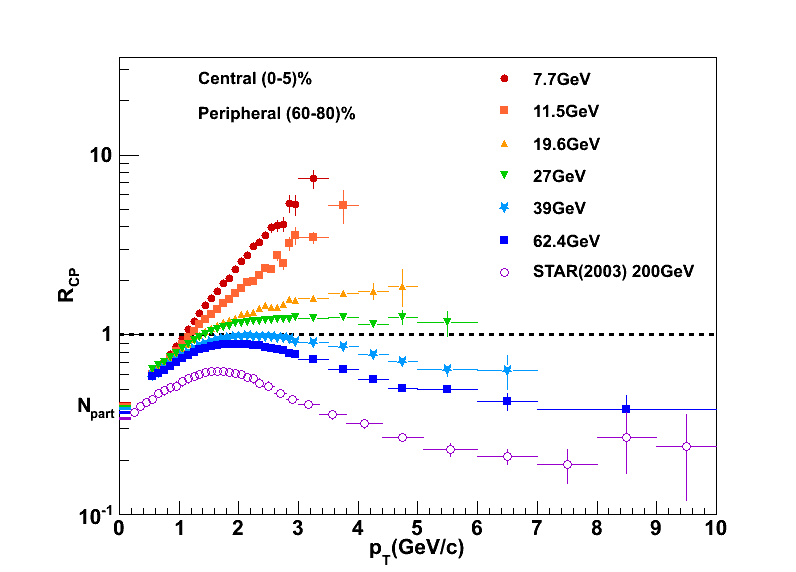 Central (0-5)%
Peripheral (60-80)%
7.7GeV
11.5GeV
19.6GeV
27GeV
39GeV
62.4GeV
STAR(2003) 200GeV
R_CP
10
1
N_part
10^-1
0 1 2 3 4 5 6 7 8 9 10
p_T(GeV/c)